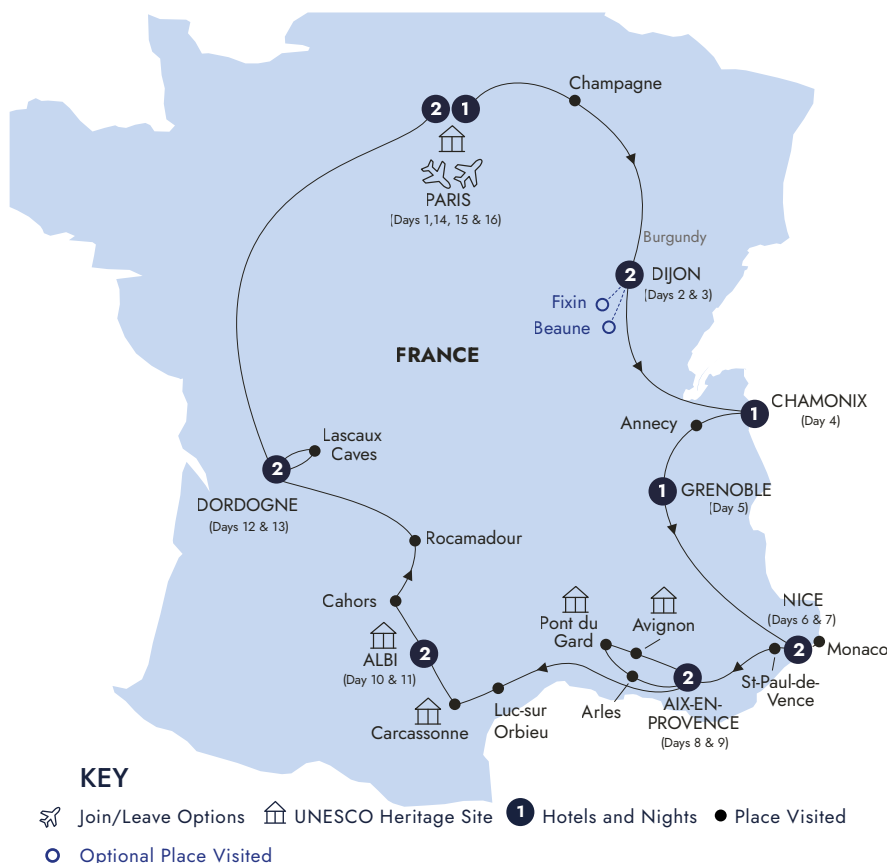 Champagne
2 1
PARIS
(Days 1,14, 15 & 16)
Burgundy
2
DIJON
(Days 2 & 3)
Fixin
Beaune
FRANCE
CHAMONIX
1
(Day 4)
Annecy
Lascaux
Caves
2
1
GRENOBLE
(Day 5)
DORDOGNE
(Days 12 & 13)
Rocamadour
NICE
(Days 6 & 7)
2
Monaco
St-Paul-de-
Vence
Cahors
Pont du
Gard
Avignon
ALBI
2
(Day 10 & 11)
2
Arles
AIX-EN-
PROVENCE
(Days 8 & 9)
Luc-sur
Orbieu
Carcassonne
KEY
Join/Leave Options
UNESCO Heritage Site
1 Hotels and Nights
Place Visited
Optional Place Visited